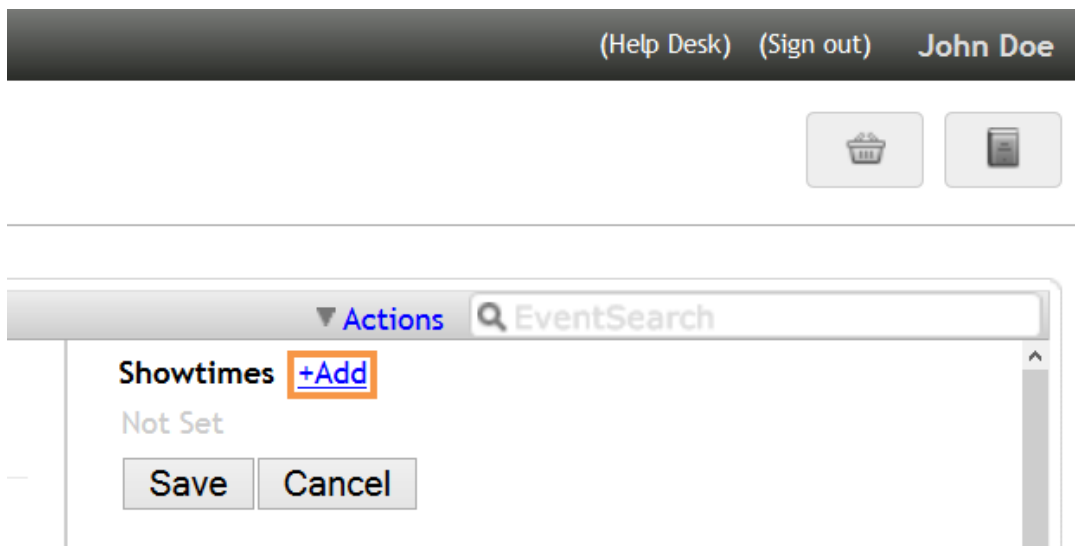 (Help Desk) (Sign out) John Doe
▼Actions EventSearch
Showtimes +Add
Not Set
Save Cancel